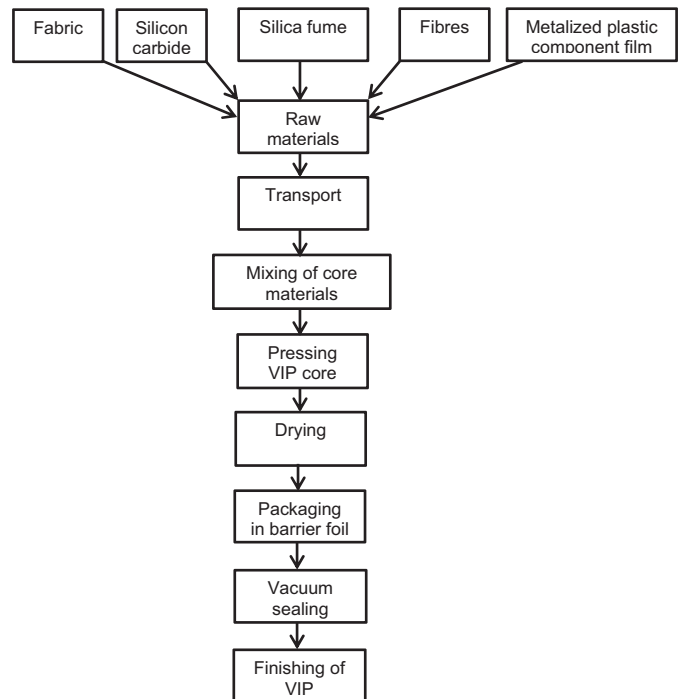 Fabric
Silicon
carbide
Silica fume
Fibres
Metalized plastic
component film
Raw
materials
Transport
Mixing of core
materials
Pressing
VIP core
Drying
Packaging
in barrier foil
Vacuum
sealing
Finishing of
VIP